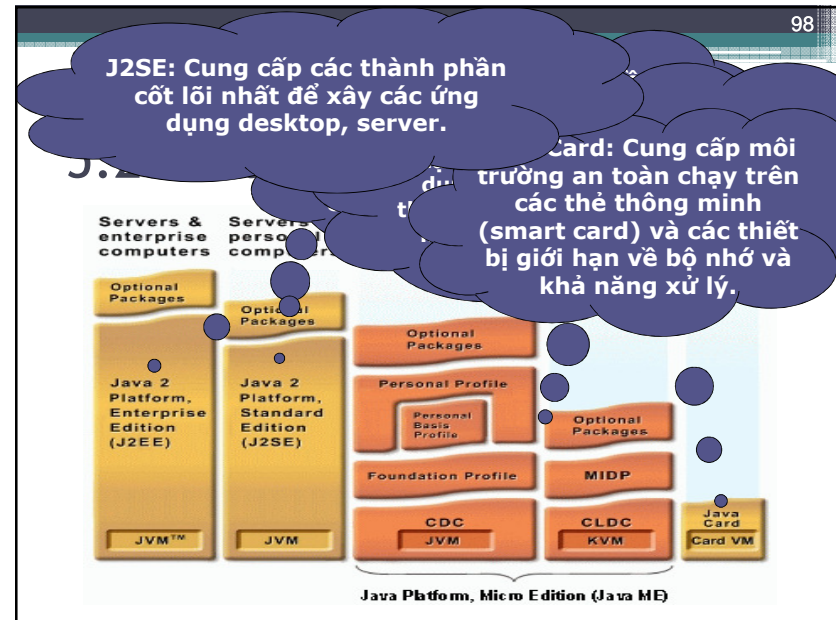 98
J2SE: Cung cấp các thành phần
cốt lõi nhất để xây các ứng
dụng desktop, server.
Card: Cung cấp môi
trường an toàn chạy trên
các thẻ thông minh
(smart card) và các thiết
bị giới hạn về bộ nhớ và
khả năng xử lý.
Servers &
enterprise
computers
Optional
Packages
Java 2
Platform,
Enterprise
Edition
(J2EE)
JVM™
Optional
Packages
Java 2
Platform,
Standard
Edition
(J2SE)
JVM
Optional
Packages
Personal Profile
Personal
Basis
Profile
Foundation Profile
CDC
JVM
Optional
Packages
MIDP
CLDC
KVM
Java
Card
Card VM
Java Platform, Micro Edition (Java ME)